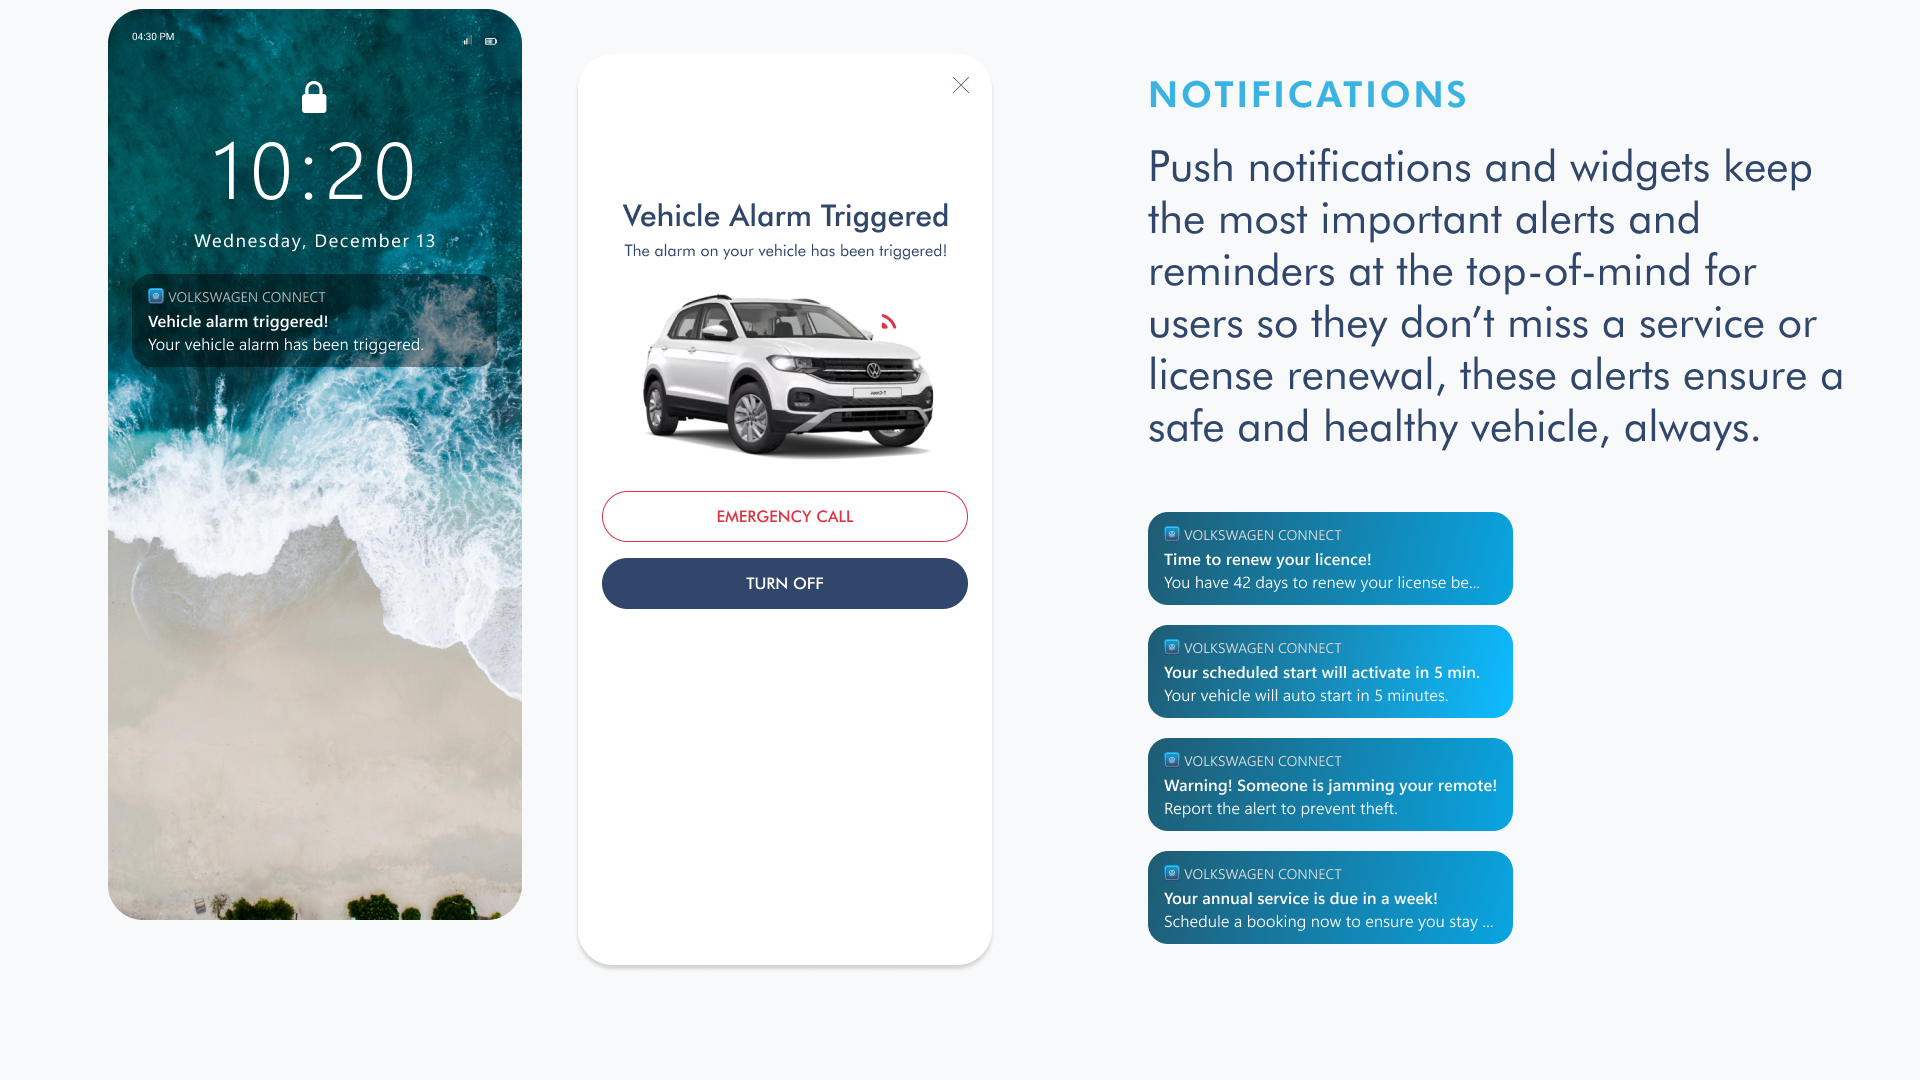 04:30 PM
10:20
Wednesday, December 13
VOLKSWAGEN CONNECT
Vehicle alarm triggered!
Your vehicle alarm has been triggered.
Vehicle Alarm Triggered
The alarm on your vehicle has been triggered!
EMERGENCY CALL
TURN OFF
NOTIFICATIONS
Push notifications and widgets keep
the most important alerts and
reminders at the top-of-mind for
users so they don’t miss a service or
license renewal, these alerts ensure a
safe and healthy vehicle, always.
VOLKSWAGEN CONNECT
Time to renew your licence!
You have 42 days to renew your license be...
VOLKSWAGEN CONNECT
Your scheduled start will activate in 5 min.
Your vehicle will auto start in 5 minutes.
VOLKSWAGEN CONNECT
Warning! Someone is jamming your remote!
Report the alert to prevent theft.
VOLKSWAGEN CONNECT
Your annual service is due in a week!
Schedule a booking now to ensure you stay ...